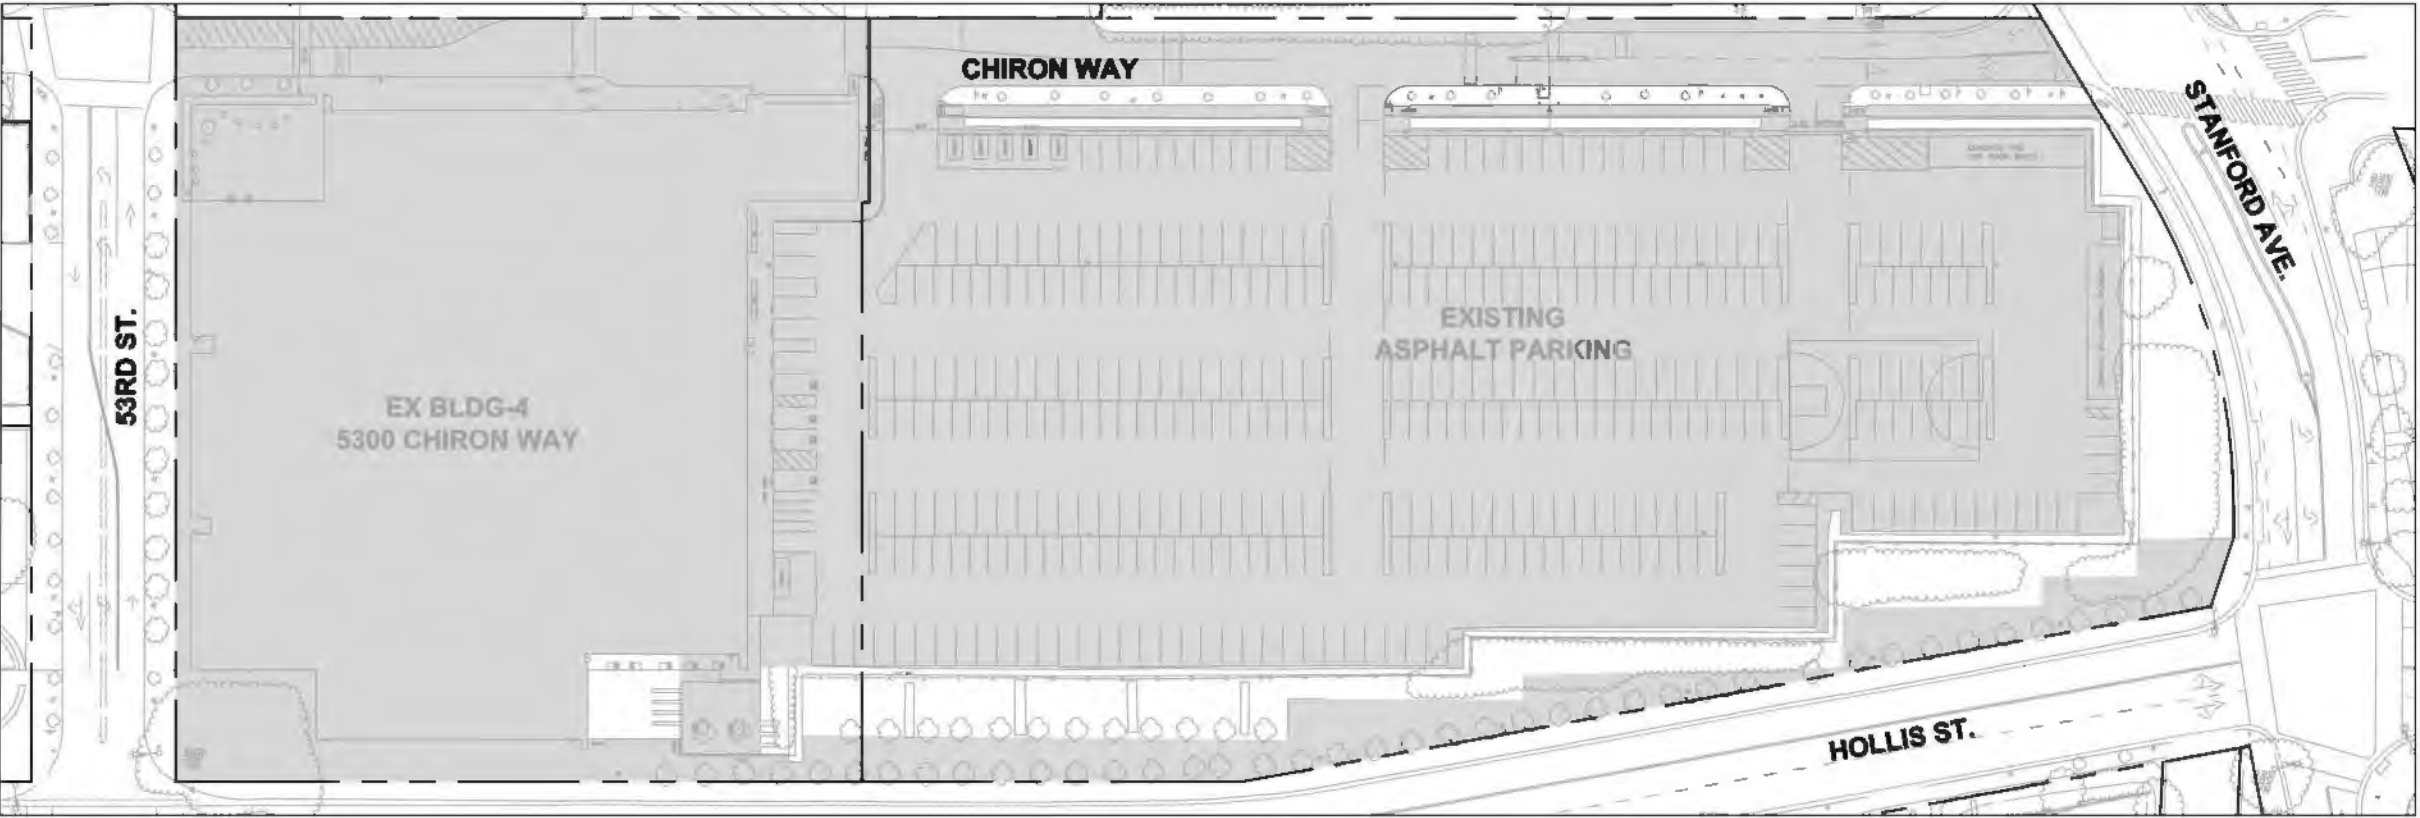 CHIRON WAY
STANFORD AVE.
53RD ST.
EXISTING
ASPHALT PARKING
EX BLDG-4
5300 CHIRON WAY
HOLLIS ST.